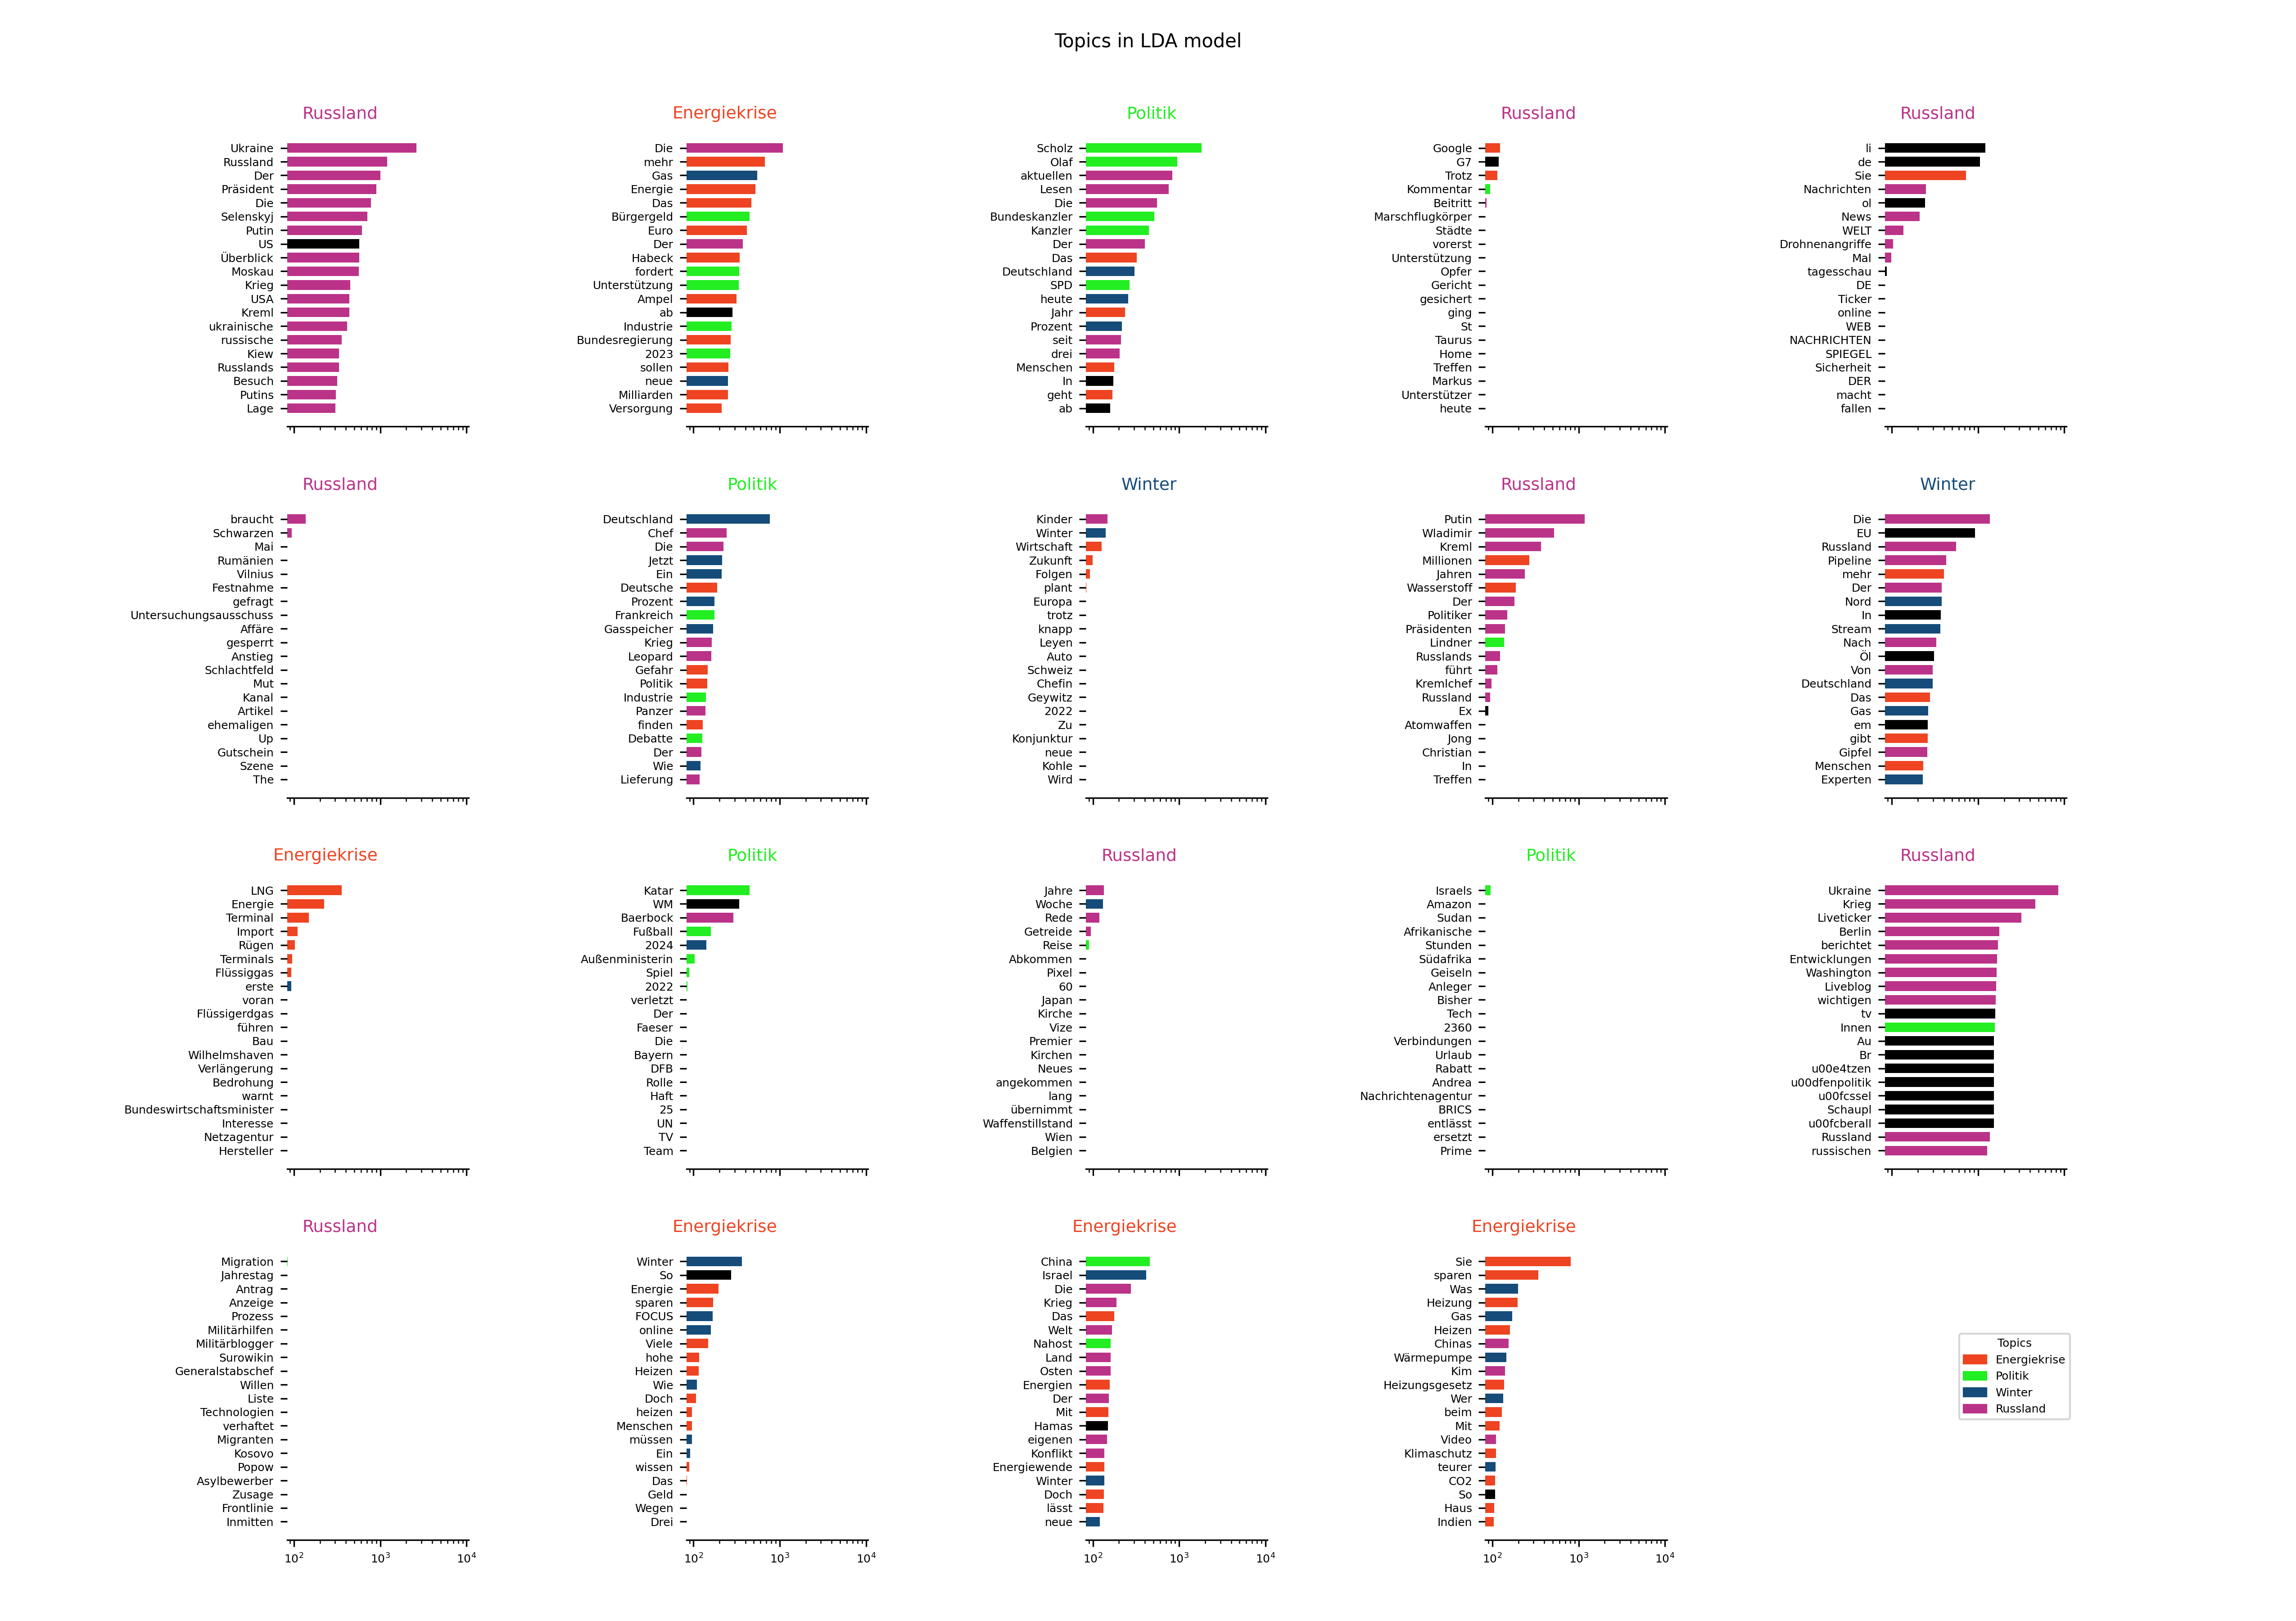 Topics in LDA model
Russland
Ukraine
Russland
Der
Präsident
Die
Selenskyj
Putin
US
Überblick
Moskau
Krieg
USA
Kreml
ukrainische
russische
Kiew
Russlands
Besuch
Putins
Lage
Energiekrise
Die
mehr
Gas
Energie
Das
Bürgergeld
Euro
Der
Habeck
fordert
Unterstützung
Ampel
ab
Industrie
Bundesregierung
2023
sollen
neue
Milliarden
Versorgung
Politik
Scholz
Olaf
aktuellen
Lesen
Die
Bundeskanzler
Kanzler
Der
Das
Deutschland
SPD
heute
Jahr
Prozent
seit
drei
Menschen
In
geht
ab
Russland
Google
G7
Trotz
Kommentar
Beitritt
Marschflugkörper
Städte
vorerst
Unterstützung
Opfer
Gericht
gesichert
ging
St
Taurus
Home
Treffen
Markus
Unterstützer
heute
Russland
li
de
Sie
Nachrichten
ol
News
WELT
Drohnenangriffe
Mal
tagesschau
DE
Ticker
online
WEB
NACHRICHTEN
SPIEGEL
Sicherheit
DER
macht
fallen
Russland
braucht
Schwarzen
Mai
Rumänien
Vilnius
Festnahme
gefragt
Untersuchungsausschuss
Affäre
gesperrt
Anstieg
Schlachtfeld
Mut
Kanal
Artikel
ehemaligen
Up
Gutschein
Szene
The
Politik
Deutschland
Chef
Die
Jetzt
Ein
Deutsche
Prozent
Frankreich
Gasspeicher
Krieg
Leopard
Gefahr
Politik
Industrie
Panzer
finden
Debatte
Der
Wie
Lieferung
Winter
Kinder
Winter
Wirtschaft
Zukunft
Folgen
plant
Europa
trotz
knapp
Leyen
Auto
Schweiz
Chefin
Geywitz
2022
Zu
Konjunktur
neue
Kohle
Wird
Russland
Putin
Wladimir
Kreml
Millionen
Jahren
Wasserstoff
Der
Politiker
Präsidenten
Lindner
Russlands
führt
Kremlchef
Russland
Ex
Atomwaffen
Jong
Christian
In
Treffen
Winter
Die
EU
Russland
Pipeline
mehr
Der
Nord
In
Stream
Nach
Öl
Von
Deutschland
Das
Gas
em
gibt
Gipfel
Menschen
Experten
Energiekrise
LNG
Energie
Terminal
Import
Rügen
Terminals
Flüssiggas
erste
voran
Flüssigerdgas
führen
Bau
Wilhelmshaven
Verlängerung
Bedrohung
warnt
Bundeswirtschaftsminister
Interesse
Netzagentur
Hersteller
Politik
Katar
WM
Baerbock
Fußball
2024
Außenministerin
Spiel
2022
verletzt
Der
Faeser
Die
Bayern
DFB
Rolle
Haft
25
UN
TV
Team
Russland
Jahre
Woche
Rede
Getreide
Reise
Abkommen
Pixel
60
Japan
Kirche
Vize
Premier
Kirchen
Neues
angekommen
lang
übernimmt
Waffenstillstand
Wien
Belgien
Politik
Israels
Amazon
Sudan
Afrikanische
Stunden
Südafrika
Geiseln
Anleger
Bisher
Tech
2360
Verbindungen
Urlaub
Rabatt
Andrea
Nachrichtenagentur
BRICS
entlässt
ersetzt
Prime
Russland
Ukraine
Krieg
Liveticker
Berlin
berichtet
Entwicklungen
Washington
Liveblog
wichtigen
tv
Innen
Au
Br
u00e4tzen
u00dfenpolitik
u00fcssel
Schaupl
u00fcberall
Russland
russischen
Russland
Migration
Jahrestag
Antrag
Anzeige
Prozess
Militärhilfen
Militärblogger
Surowikin
Generalstabschef
Willen
Liste
Technologien
verhaftet
Migranten
Kosovo
Popow
Asylbewerber
Zusage
Frontlinie
Inmitten
10² 10³ 10⁴
Energiekrise
Winter
So
Energie
sparen
FOCUS
online
Viele
hohe
Heizen
Wie
Doch
heizen
Menschen
müssen
Ein
wissen
Das
Geld
Wegen
Drei
10² 10³ 10⁴
Energiekrise
China
Israel
Die
Krieg
Das
Welt
Nahost
Land
Osten
Energien
Der
Mit
Hamas
eigenen
Konflikt
Energiewende
Winter
Doch
lässt
neue
10² 10³ 10⁴
Energiekrise
Sie
sparen
Was
Heizung
Gas
Heizen
Chinas
Wärmepumpe
Kim
Heizungsgesetz
Wer
beim
Mit
Video
Klimaschutz
teurer
CO2
So
Haus
Indien
10² 10³ 10⁴
Topics
Energiekrise
Politik
Winter
Russland